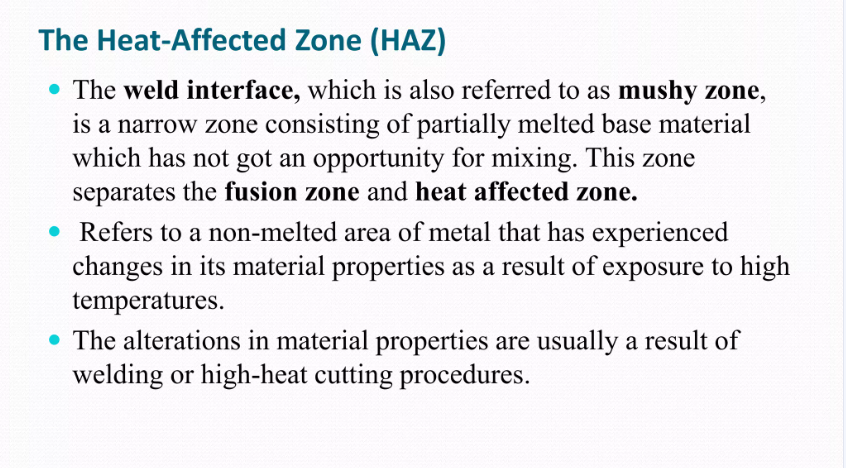 The Heat-Affected Zone (HAZ)
• The weld interface, which is also referred to as mushy zone,
is a narrow zone consisting of partially melted base material
which has not got an opportunity for mixing. This zone
separates the fusion zone and heat affected zone.
• Refers to a non-melted area of metal that has experienced
changes in its material properties as a result of exposure to high
temperatures.
• The alterations in material properties are usually a result of
welding or high-heat cutting procedures.